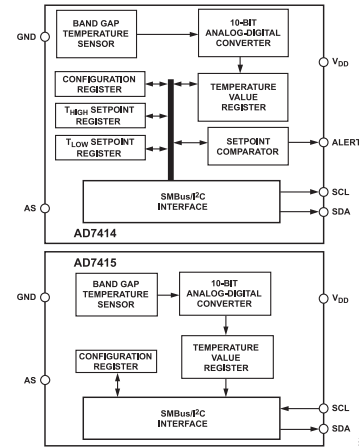 BAND GAP
TEMPERATURE
SENSOR
10-BIT
ANALOG-DIGITAL
CONVERTER
GND
VDD
CONFIGURATION
REGISTER
TEMPERATURE
VALUE
REGISTER
THIGH SETPOINT
REGISTER
TLOW SETPOINT
REGISTER
SETPOINT
COMPARATOR
ALERT
SMBus/I2C
INTERFACE
SCL
SDA
AS
AD7414
AD7415
BAND GAP
TEMPERATURE
SENSOR
10-BIT
ANALOG-DIGITAL
CONVERTER
GND
VDD
CONFIGURATION
REGISTER
TEMPERATURE
VALUE
REGISTER
AS
SMBus/I2C
INTERFACE
SCL
SDA